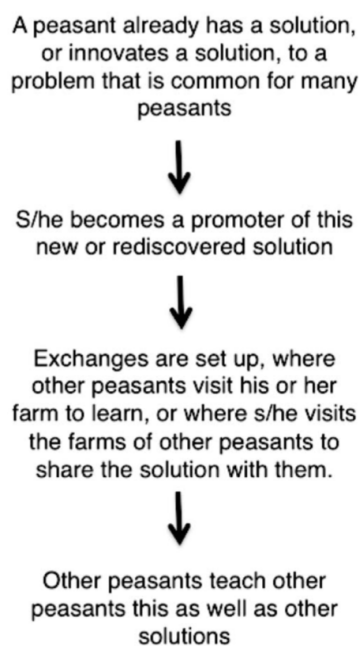 A peasant already has a solution,
or innovates a solution, to a
problem that is common for many
peasants
S/he becomes a promoter of this
new or rediscovered solution
Exchanges are set up, where
other peasants visit his or her
farm to learn, or where s/he visits
the farms of other peasants to
share the solution with them.
Other peasants teach other
peasants this as well as other
solutions